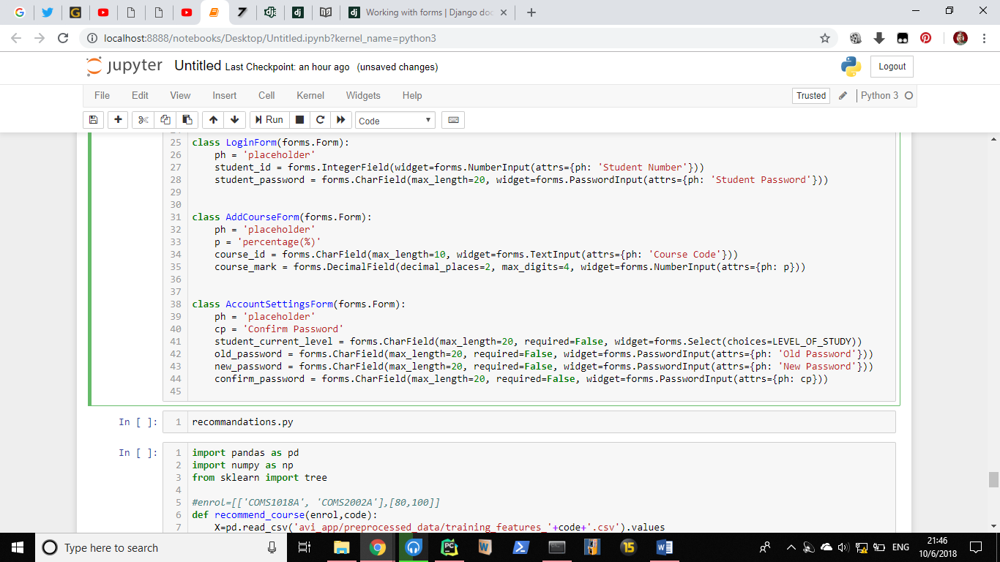 Working with forms | Django doc
localhost:8888/notebooks/Desktop/Untitled.ipynb?kernel_name=python3
jupyter Untitled Last Checkpoint: an hour ago (unsaved changes) Logout
File Edit View Insert Cell Kernel Widgets Help Trusted Python 3
Run Code
25 class LoginForm(forms.Form):
26 ph = 'placeholder'
27 student_id = forms.IntegerField(widget=forms.NumberInput(attrs={ph: 'Student Number'}))
28 student_password = forms.CharField(max_length=20, widget=forms.PasswordInput(attrs={ph: 'Student Password'}))
29
30
31 class AddCourseForm(forms.Form):
32 ph = 'placeholder'
33 p = 'percentage(%)'
34 course_id = forms.CharField(max_length=10, widget=forms.TextInput(attrs={ph: 'Course Code'}))
35 course_mark = forms.DecimalField(decimal_places=2, max_digits=4, widget=forms.NumberInput(attrs={ph: p}))
36
37
38 class AccountSettingsForm(forms.Form):
39 ph = 'placeholder'
40 cp = 'Confirm Password'
41 student_current_level = forms.CharField(max_length=20, required=False, widget=forms.Select(choices=LEVEL_OF_STUDY))
42 old_password = forms.CharField(max_length=20, required=False, widget=forms.PasswordInput(attrs={ph: 'Old Password'}))
43 new_password = forms.CharField(max_length=20, required=False, widget=forms.PasswordInput(attrs={ph: 'New Password'}))
44 confirm_password = forms.CharField(max_length=20, required=False, widget=forms.PasswordInput(attrs={ph: cp}))
45
In [ ]: 1 recommandations.py
In [ ]: 1 import pandas as pd
2 import numpy as np
3 from sklearn import tree
4
5 #enrol=[['COMS1018A', 'COMS2002A'],[80,100]]
6 def recommend_course(enrol,code):
7 X=pd.read_csv('avi_app/preprocessed_data/training_features_'+code+'.csv').values
Type here to search
ENG
21:46
10/6/2018